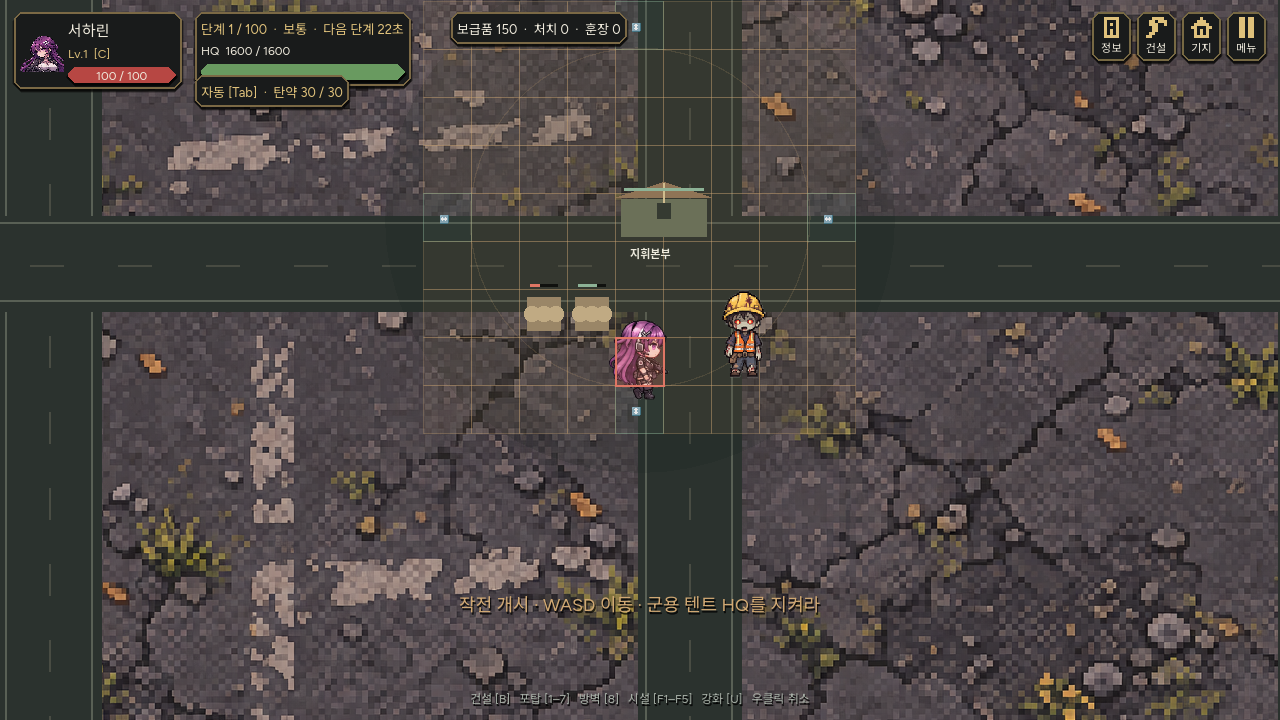 서하린
Lv.1 [C]
100 / 100
단계 1 / 100 · 보통 · 다음 단계 22초
HQ 1600 / 1600
자동 [Tab] · 탄약 30 / 30
보급품 150 · 처치 0 · 훈장 0
정보
건설
기지
메뉴
지휘본부
작전 개시 · WASD 이동 · 군용 텐트 HQ를 지켜라
건설 [B] 포탑 [1–7] 방벽 [8] 시설 [F1–F5] 강화 [U] 우클릭 취소